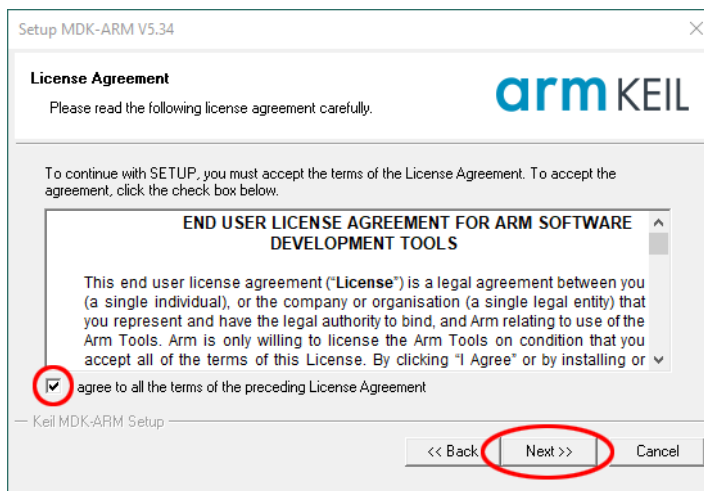 Setup MDK-ARM V5.34
License Agreement
Please read the following license agreement carefully.
arm KEIL
To continue with SETUP, you must accept the terms of the License Agreement. To accept the
agreement, click the check box below.
END USER LICENSE AGREEMENT FOR ARM SOFTWARE
DEVELOPMENT TOOLS
This end user license agreement (“License”) is a legal agreement between you
(a single individual), or the company or organisation (a single legal entity) that
you represent and have the legal authority to bind, and Arm relating to use of the
Arm Tools. Arm is only willing to license the Arm Tools on condition that you
accept all of the terms of this License. By clicking “I Agree” or by installing or
agree to all the terms of the preceding License Agreement
Keil MDK-ARM Setup
<< Back
Next >>
Cancel